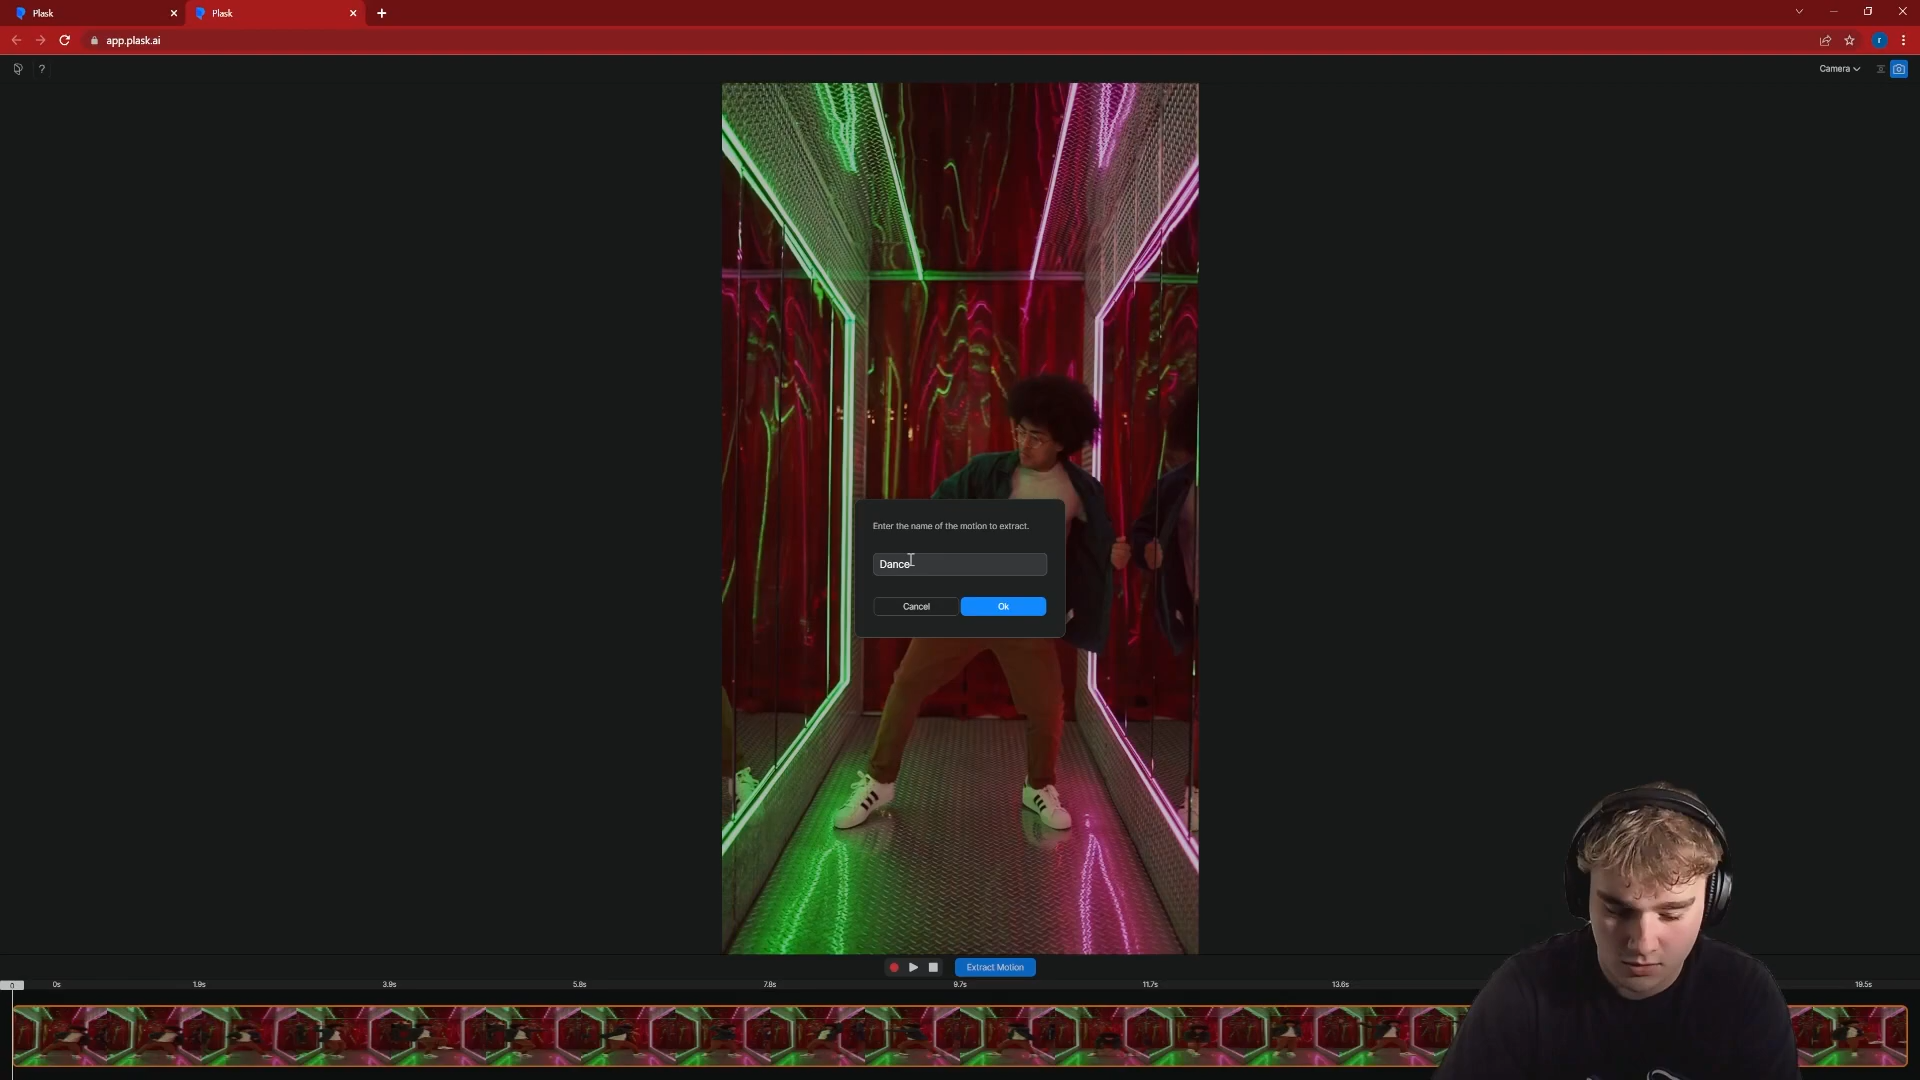 Plask
Plask
app.plask.ai
r
?
Camera
Enter the name of the motion to extract.
Dance
Cancel
Ok
Extract Motion
0
0s
1.9s
3.9s
5.8s
7.8s
9.7s
11.7s
13.6s
19.5s